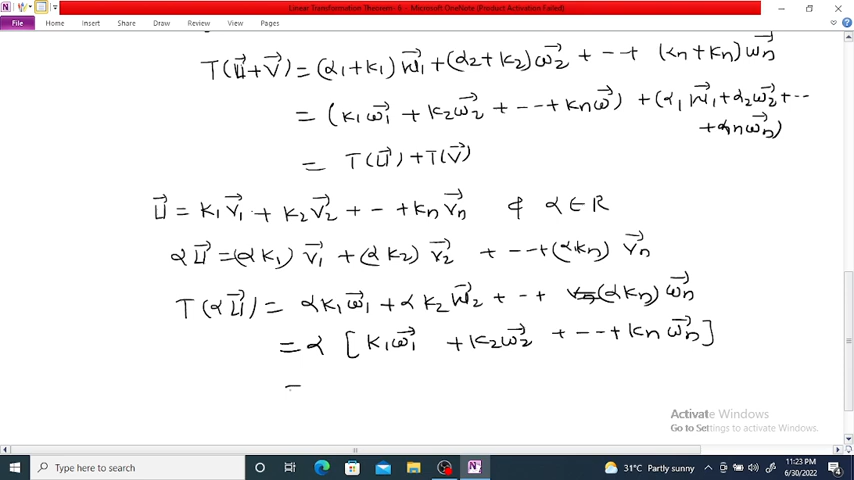 Linear Transformation Theorem- 6 - Microsoft OneNote (Product Activation Failed)
File Home Insert Share Draw Review View Pages
T(U⃗+V⃗) = (α1+k1) w⃗1+(α2+k2) w⃗2 + --+ (αn+kn) w⃗n
= (k1w⃗1 + k2w⃗2 + --+knw⃗) + (α1 w⃗1+α2w⃗2+--
+αnw⃗n)
= T(U⃗)+T(V⃗)
U⃗ = k1v⃗1 + k2v⃗2 + -- +knv⃗n & α∈R
αU⃗ =(αk1) v⃗1 +(αk2) v⃗2 + --+(αkn) v⃗n
T(αU⃗) = αk1w⃗1+αk2w⃗2+--+ (αkn)w⃗n
= α [k1w⃗1 +k2w⃗2 + --+kn w⃗n]
=
Activate Windows
Go to Settings to activate Windows.
Type here to search
31°C Partly sunny
11:23 PM
6/30/2022
4